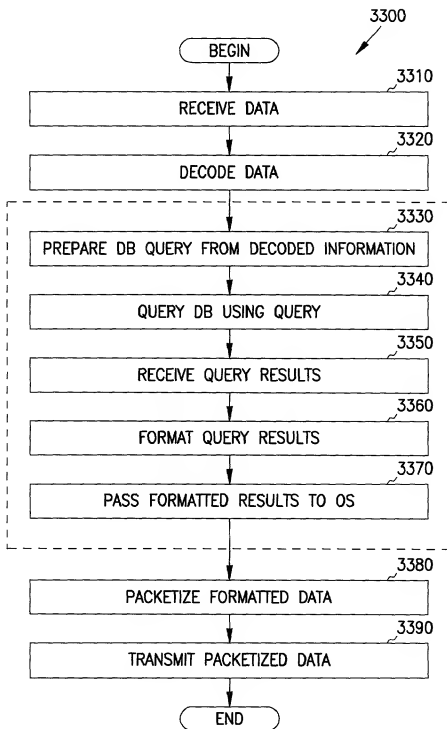 3300
BEGIN
3310
RECEIVE DATA
3320
DECODE DATA
3330
PREPARE DB QUERY FROM DECODED INFORMATION
3340
QUERY DB USING QUERY
3350
RECEIVE QUERY RESULTS
3360
FORMAT QUERY RESULTS
3370
PASS FORMATTED RESULTS TO OS
3380
PACKETIZE FORMATTED DATA
3390
TRANSMIT PACKETIZED DATA
END